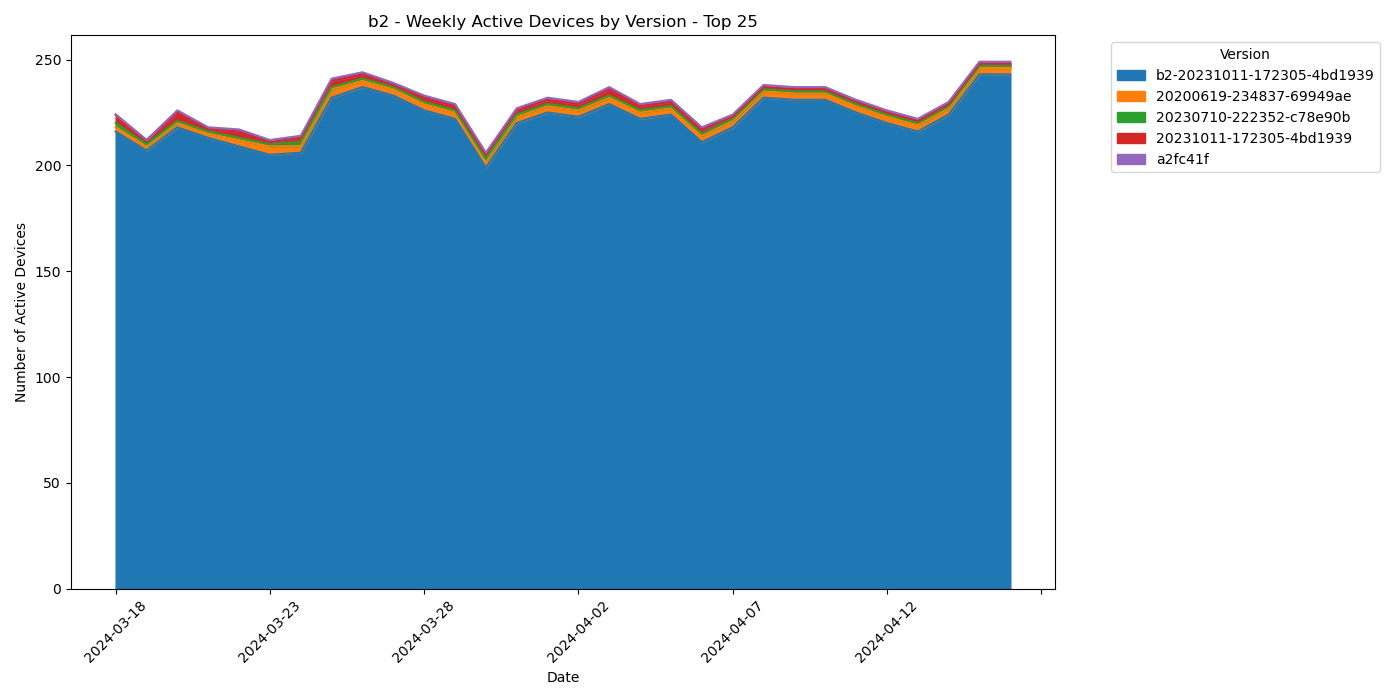 b2 - Weekly Active Devices by Version - Top 25
Number of Active Devices
250
200
150
100
50
0
2024-03-18
2024-03-23
2024-03-28
2024-04-02
2024-04-07
2024-04-12
Date
Version
b2-20231011-172305-4bd1939
20200619-234837-69949ae
20230710-222352-c78e90b
20231011-172305-4bd1939
a2fc41f